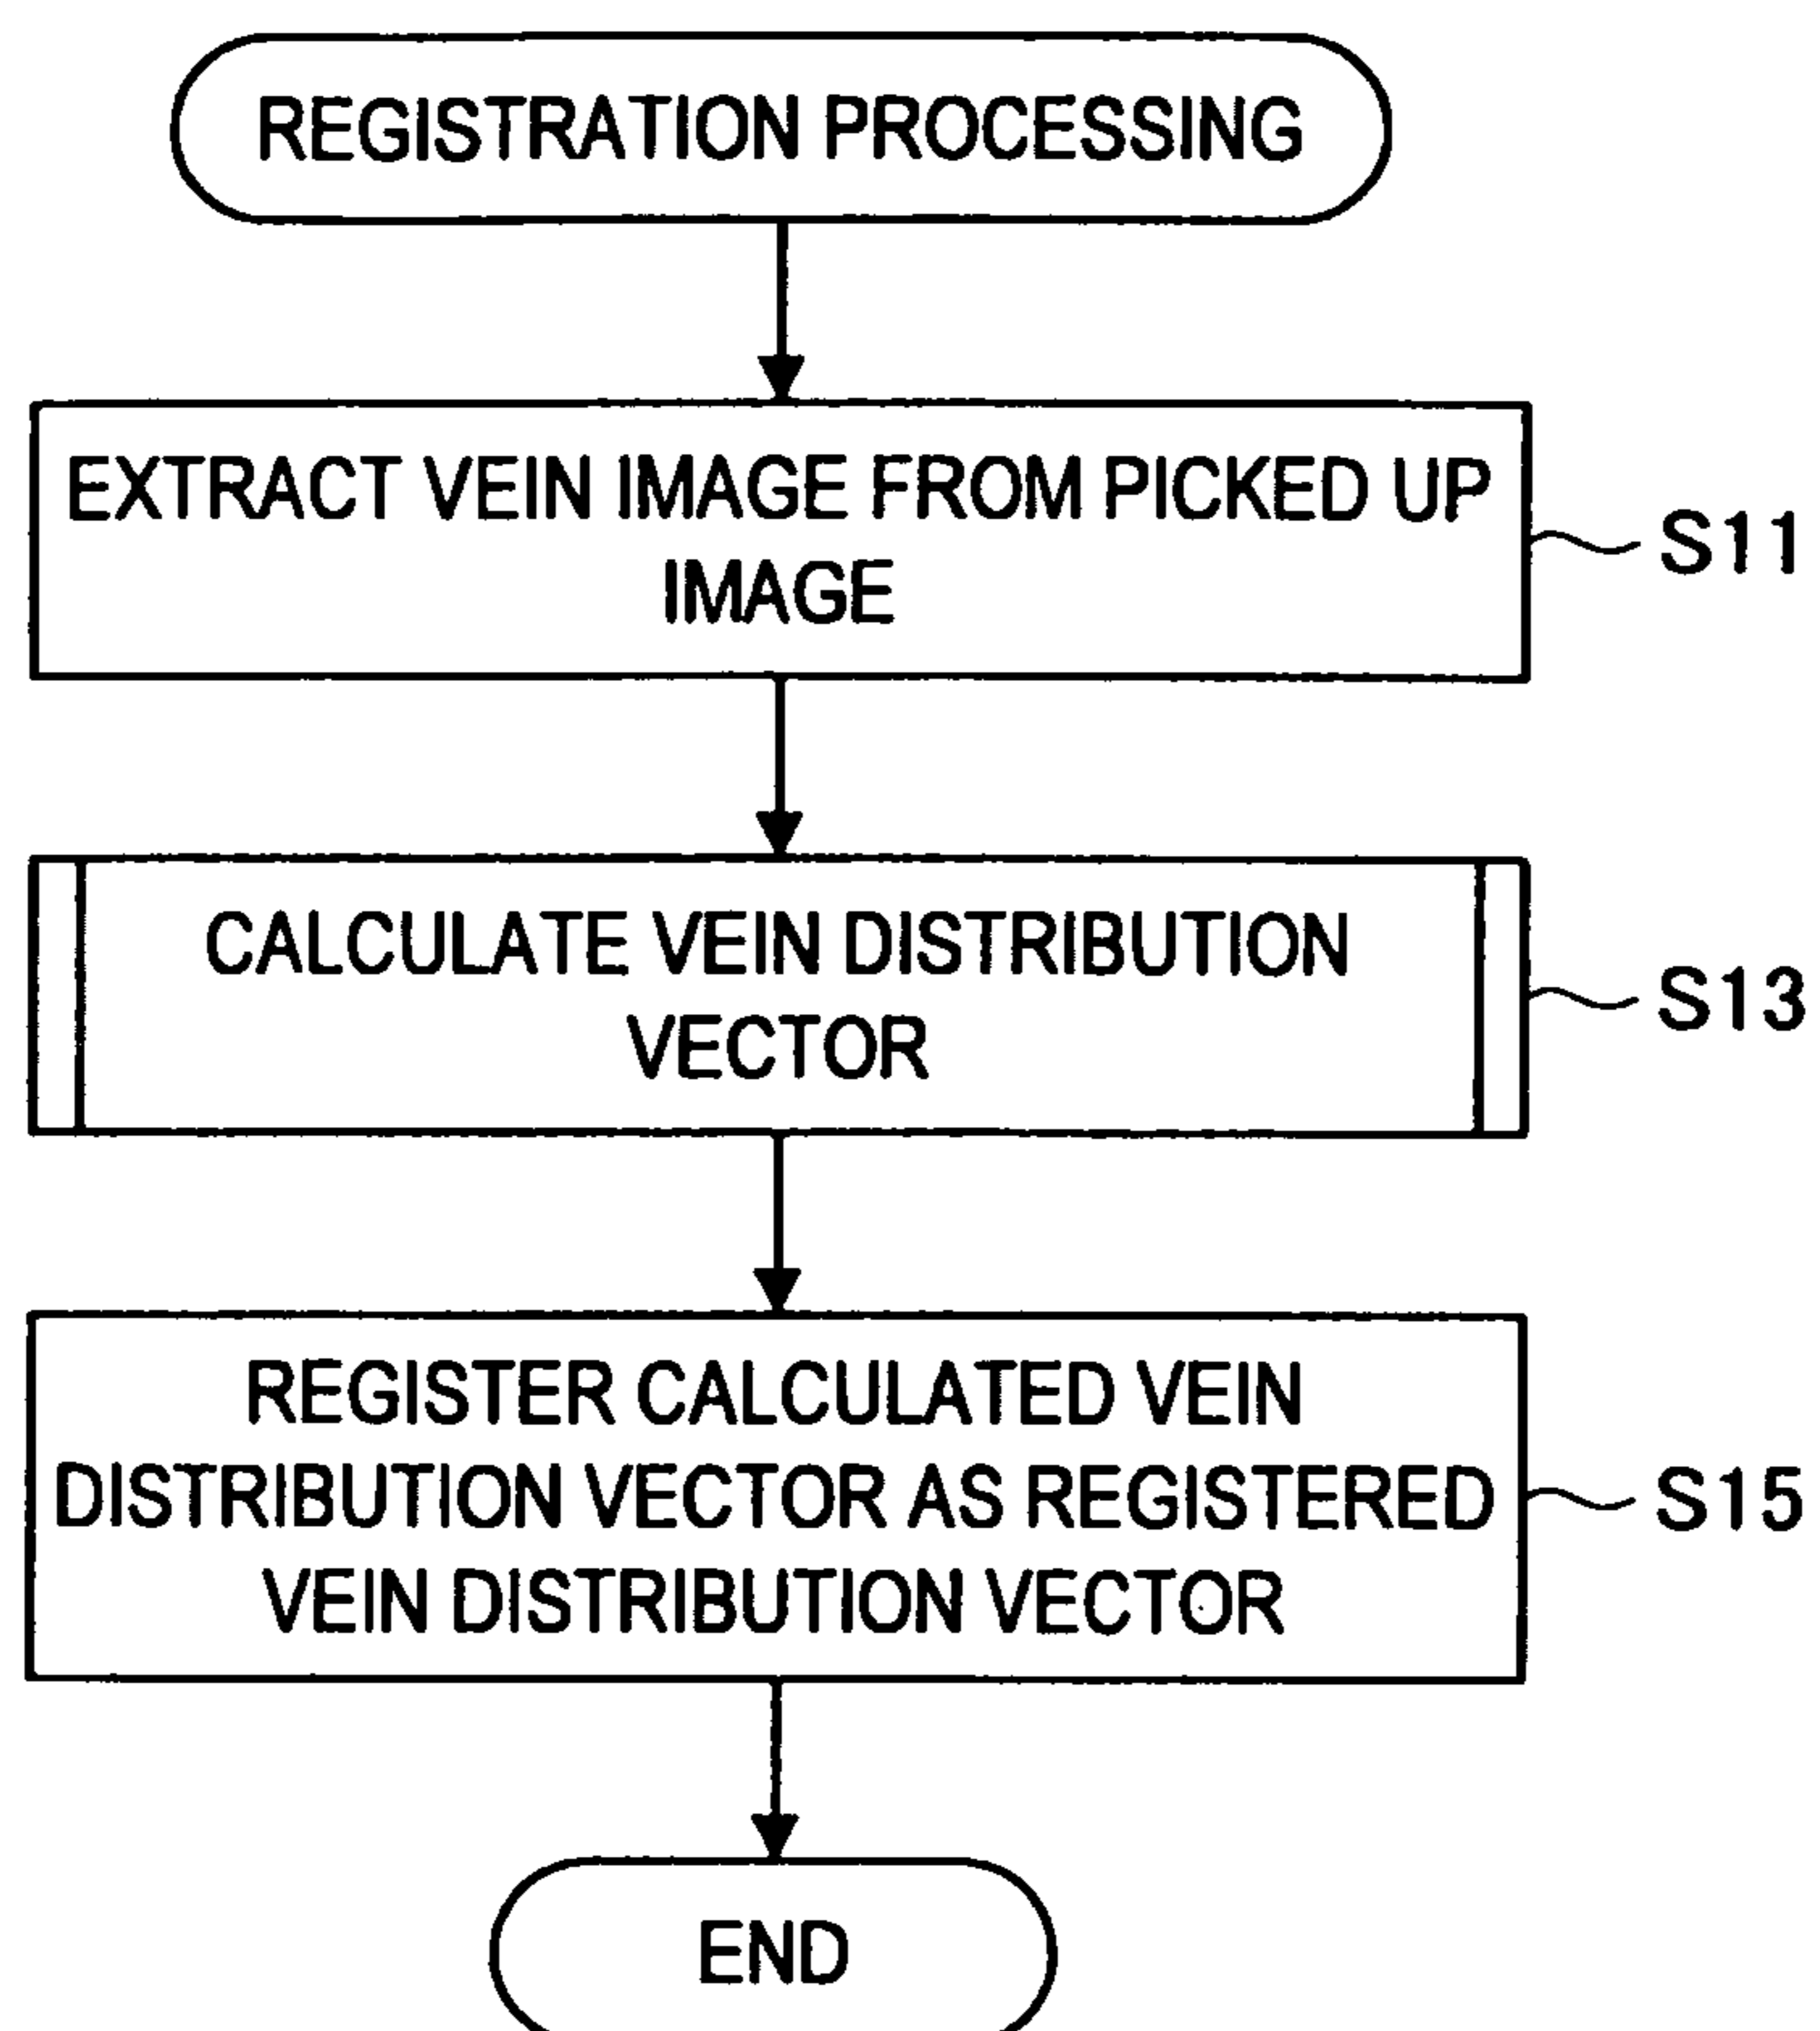 REGISTRATION PROCESSING
EXTRACT VEIN IMAGE FROM PICKED UP
IMAGE
S11
CALCULATE VEIN DISTRIBUTION
VECTOR
S13
REGISTER CALCULATED VEIN
DISTRIBUTION VECTOR AS REGISTERED
VEIN DISTRIBUTION VECTOR
S15
END